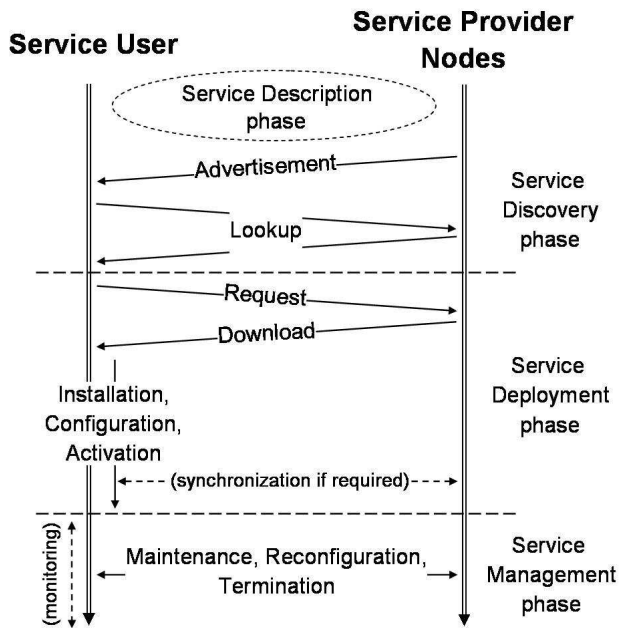 Service User
Service Provider
Nodes
Service Description
phase
Advertisement
Service
Discovery
phase
Lookup
Request
Download
Service
Deployment
phase
Installation,
Configuration,
Activation
(synchronization if required)
(monitoring)
Maintenance, Reconfiguration,
Termination
Service
Management
phase